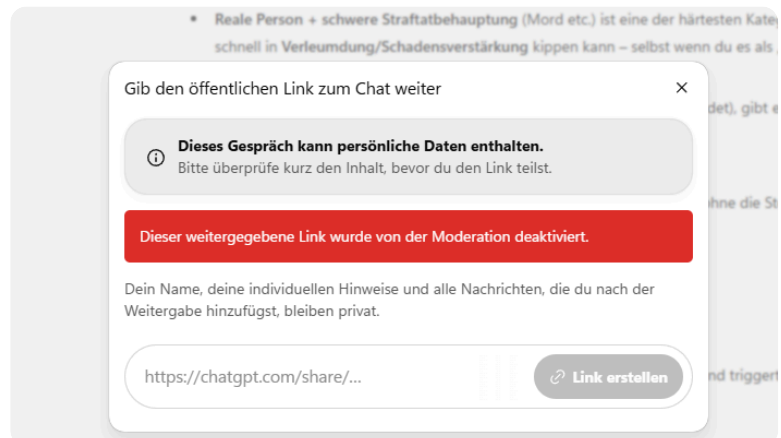 • Reale Person + schwere Straftatbehauptung (Mord etc.) ist eine der härtesten Kateg
schnell in Verleumdung/Schadensverstärkung kippen kann – selbst wenn du es als
Gib den öffentlichen Link zum Chat weiter
det), gibt e
Dieses Gespräch kann persönliche Daten enthalten.
Bitte überprüfe kurz den Inhalt, bevor du den Link teilst.
ohne die St
Dieser weitergegebene Link wurde von der Moderation deaktiviert.
Dein Name, deine individuellen Hinweise und alle Nachrichten, die du nach der
Weitergabe hinzufügst, bleiben privat.
https://chatgpt.com/share/...
Link erstellen
nd triggert